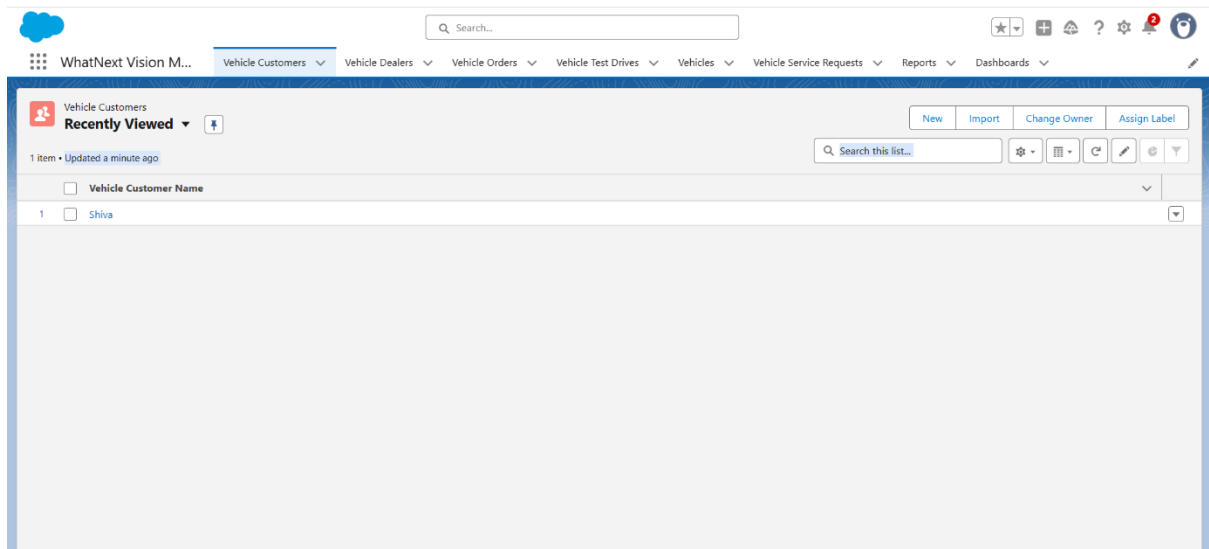 Search...
2
WhatNext Vision M... Vehicle Customers Vehicle Dealers Vehicle Orders Vehicle Test Drives Vehicles Vehicle Service Requests Reports Dashboards
Vehicle Customers
Recently Viewed
New Import Change Owner Assign Label
1 item • Updated a minute ago
Search this list...
Vehicle Customer Name
1 Shiva